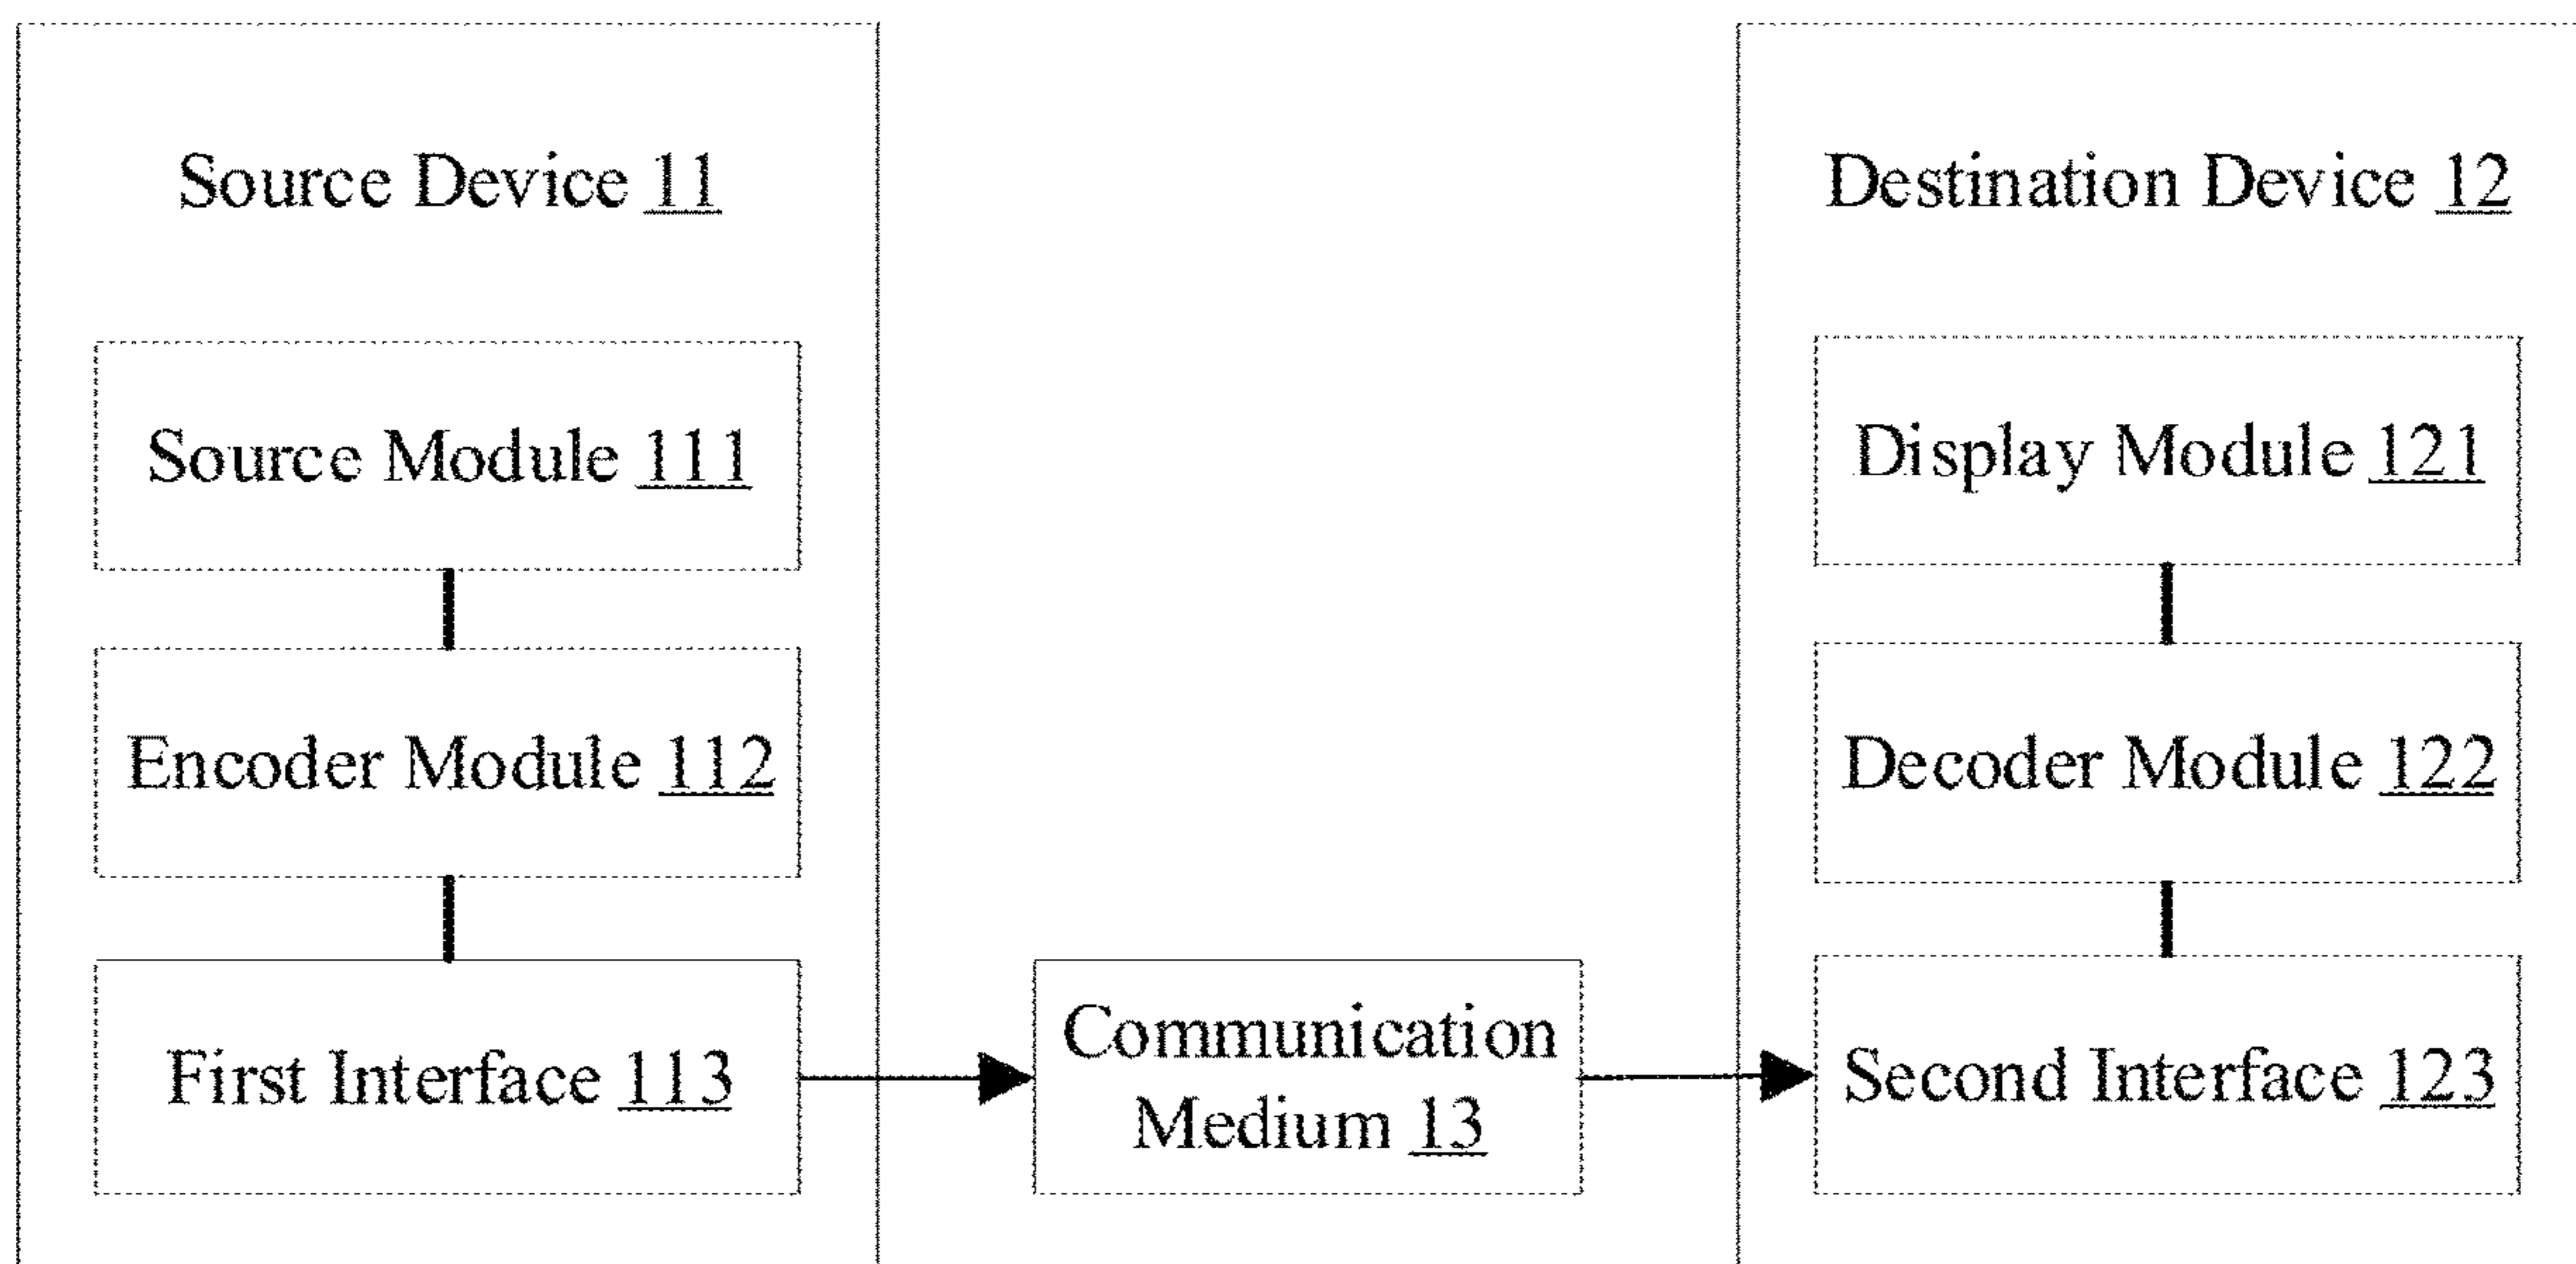 Source Device 11
Source Module 111
Encoder Module 112
First Interface 113
Communication
Medium 13
Destination Device 12
Display Module 121
Decoder Module 122
Second Interface 123